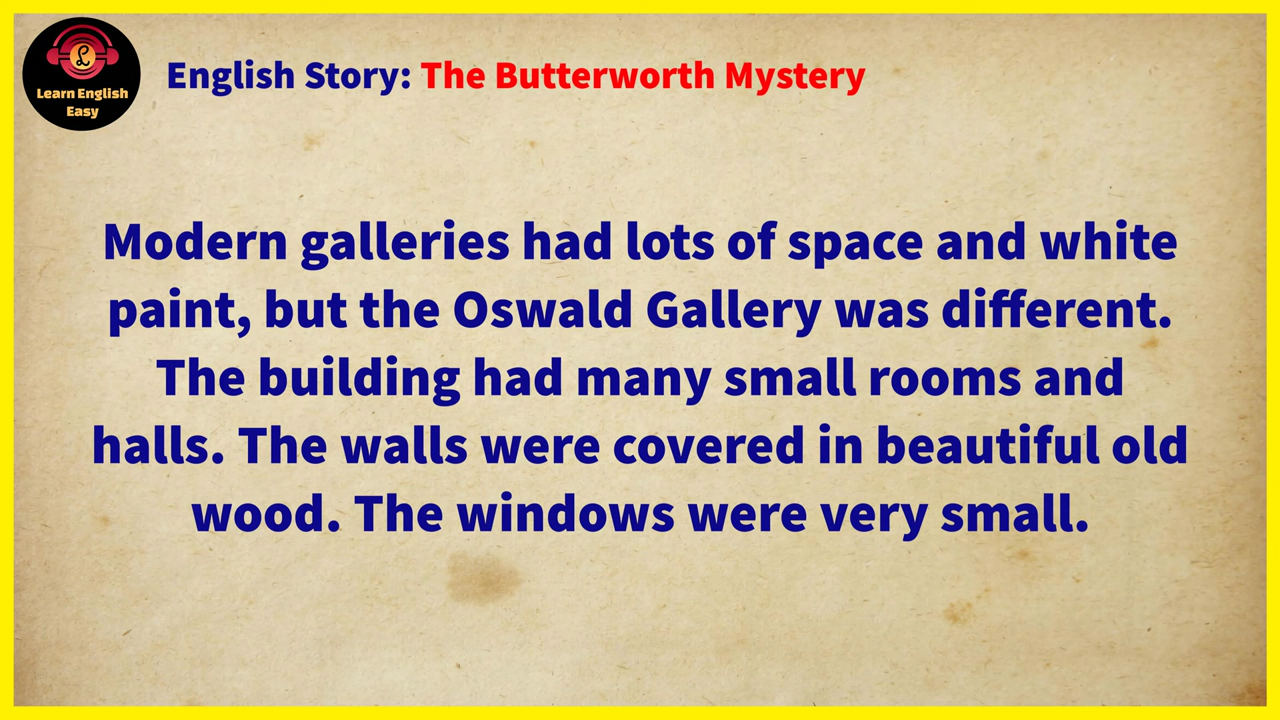 Learn English
Easy
English Story: The Butterworth Mystery
Modern galleries had lots of space and white
paint, but the Oswald Gallery was different.
The building had many small rooms and
halls. The walls were covered in beautiful old
wood. The windows were very small.